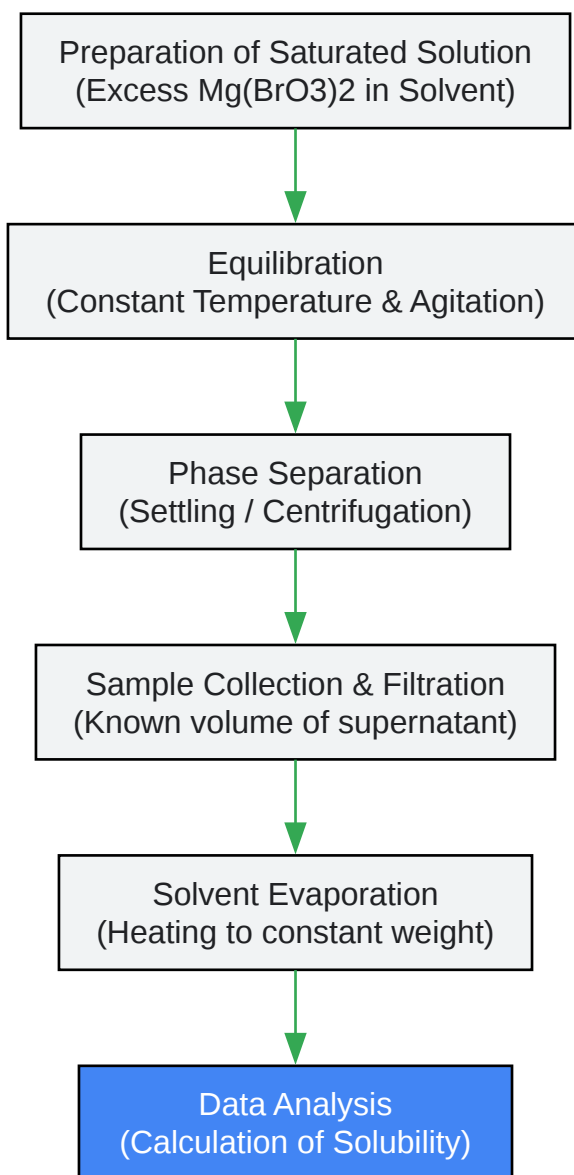 Preparation of Saturated Solution
(Excess Mg(BrO3)2 in Solvent)
Equilibration
(Constant Temperature & Agitation)
Phase Separation
(Settling / Centrifugation)
Sample Collection & Filtration
(Known volume of supernatant)
Solvent Evaporation
(Heating to constant weight)
Data Analysis
(Calculation of Solubility)